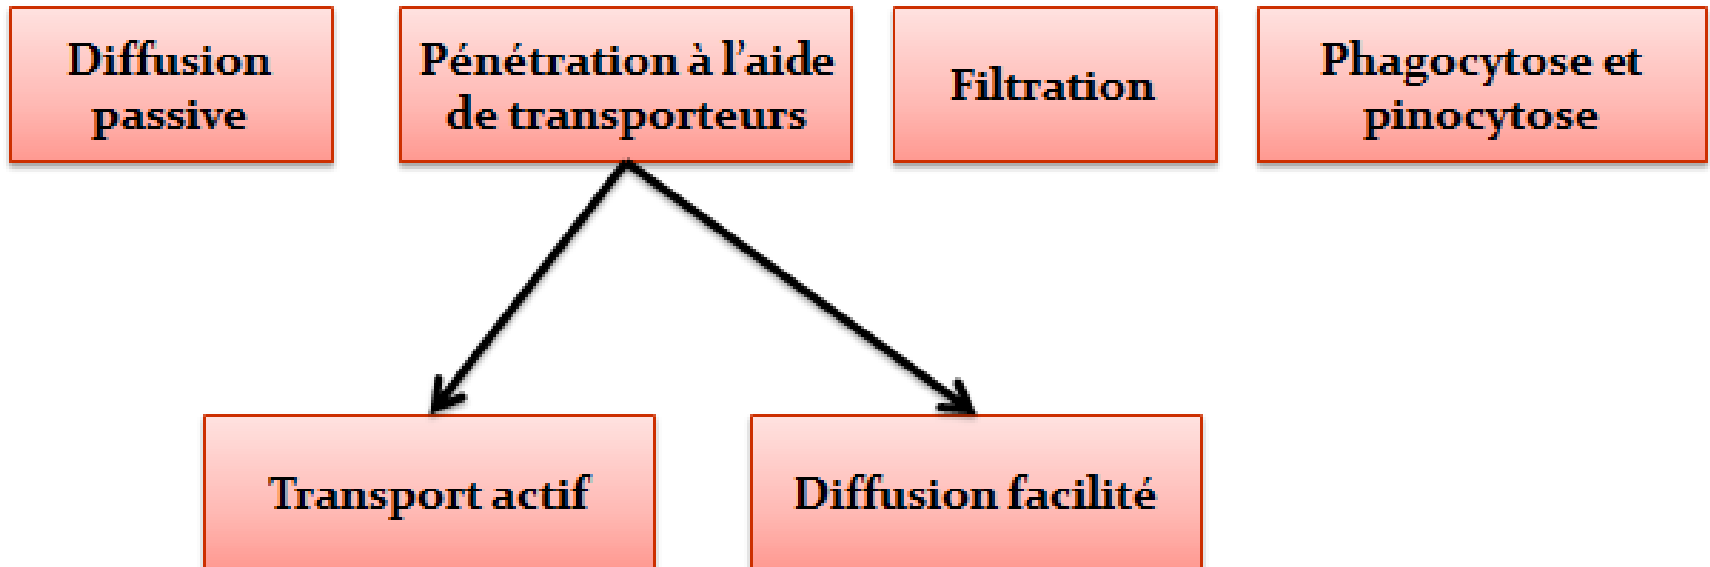 Diffusion
passive
Pénétration à l'aide
de transporteurs
Filtration
Phagocytose et
pinocytose
Transport actif
Diffusion facilité